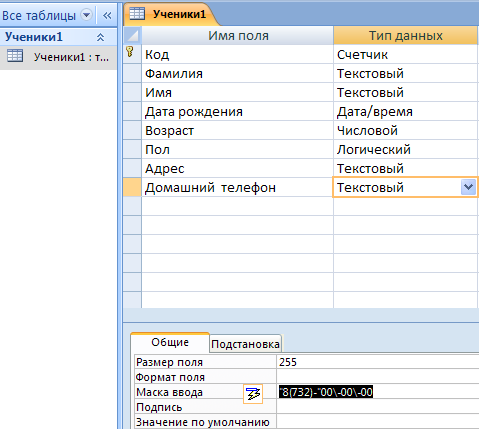 Все таблицы
Ученики1
Ученики1 : т...
Ученики1
Имя поля Тип данных
Код Счетчик
Фамилия Текстовый
Имя Текстовый
Дата рождения Дата/время
Возраст Числовой
Пол Логический
Адрес Текстовый
Домашний телефон Текстовый
Общие Подстановка
Размер поля 255
Формат поля
Маска ввода "8(732)-"00\-00\-00
Подпись
Значение по умолчанию